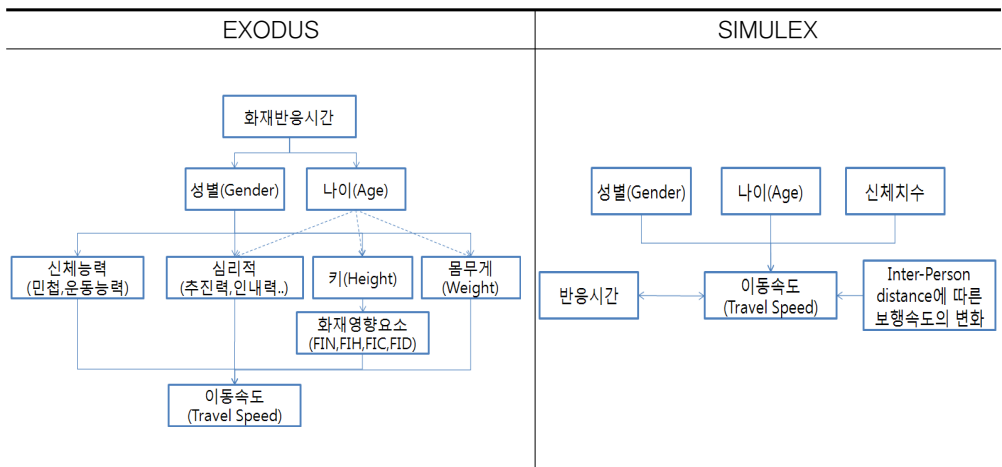 EXODUS
SIMULEX
화재반응시간
성별(Gender)
나이(Age)
신체능력
(민첩,운동능력)
심리적
(추진력,인내력..)
키(Height)
몸무게
(Weight)
화재영향요소
(FIN,FIH,FIC,FID)
이동속도
(Travel Speed)
성별(Gender)
나이(Age)
신체치수
반응시간
이동속도
(Travel Speed)
Inter-Person
distance에 따른
보행속도의 변화